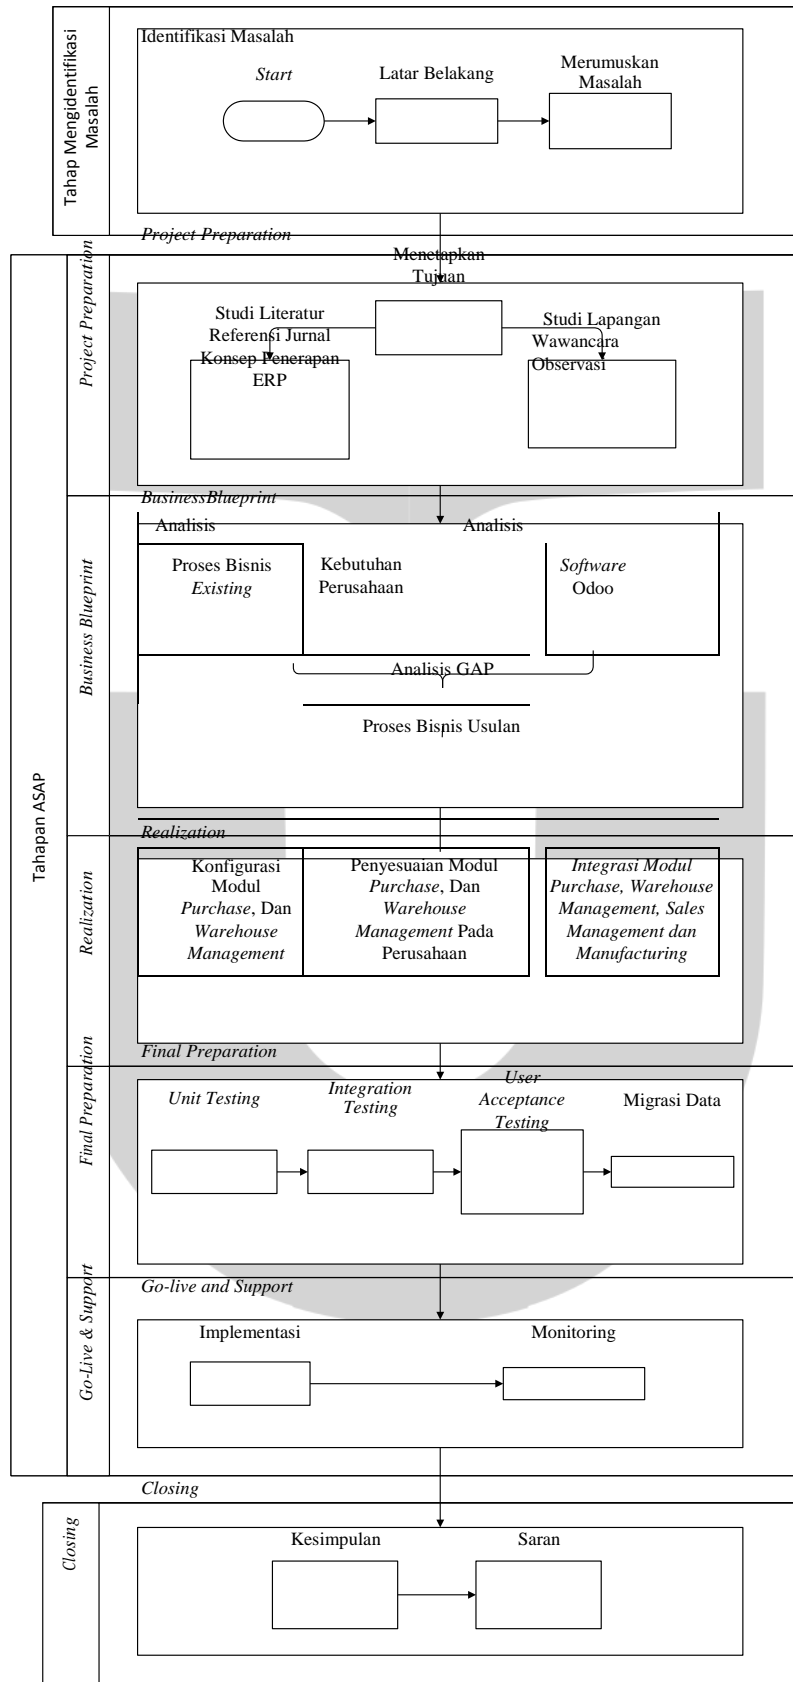 Tahap Mengidentifikasi
Masalah
Identifikasi Masalah
Start
Latar Belakang
Merumuskan
Masalah
Tahapan ASAP
Project Preparation
Project Preparation
Menetapkan
Tujuan
Studi Literatur
Referensi Jurnal
Konsep Penerapan
ERP
Studi Lapangan
Wawancara
Observasi
Business Blueprint
BusinessBlueprint
Analisis
Analisis
Proses Bisnis
Existing
Kebutuhan
Perusahaan
Software
Odoo
Analisis GAP
Proses Bisnis Usulan
Realization
Realization
Konfigurasi
Modul
Purchase, Dan
Warehouse
Management
Penyesuaian Modul
Purchase, Dan
Warehouse
Management Pada
Perusahaan
Integrasi Modul
Purchase, Warehouse
Management, Sales
Management dan
Manufacturing
Final Preparation
Final Preparation
Unit Testing
Integration
Testing
User
Acceptance
Testing
Migrasi Data
Go-Live & Support
Go-live and Support
Implementasi
Monitoring
Closing
Closing
Kesimpulan
Saran